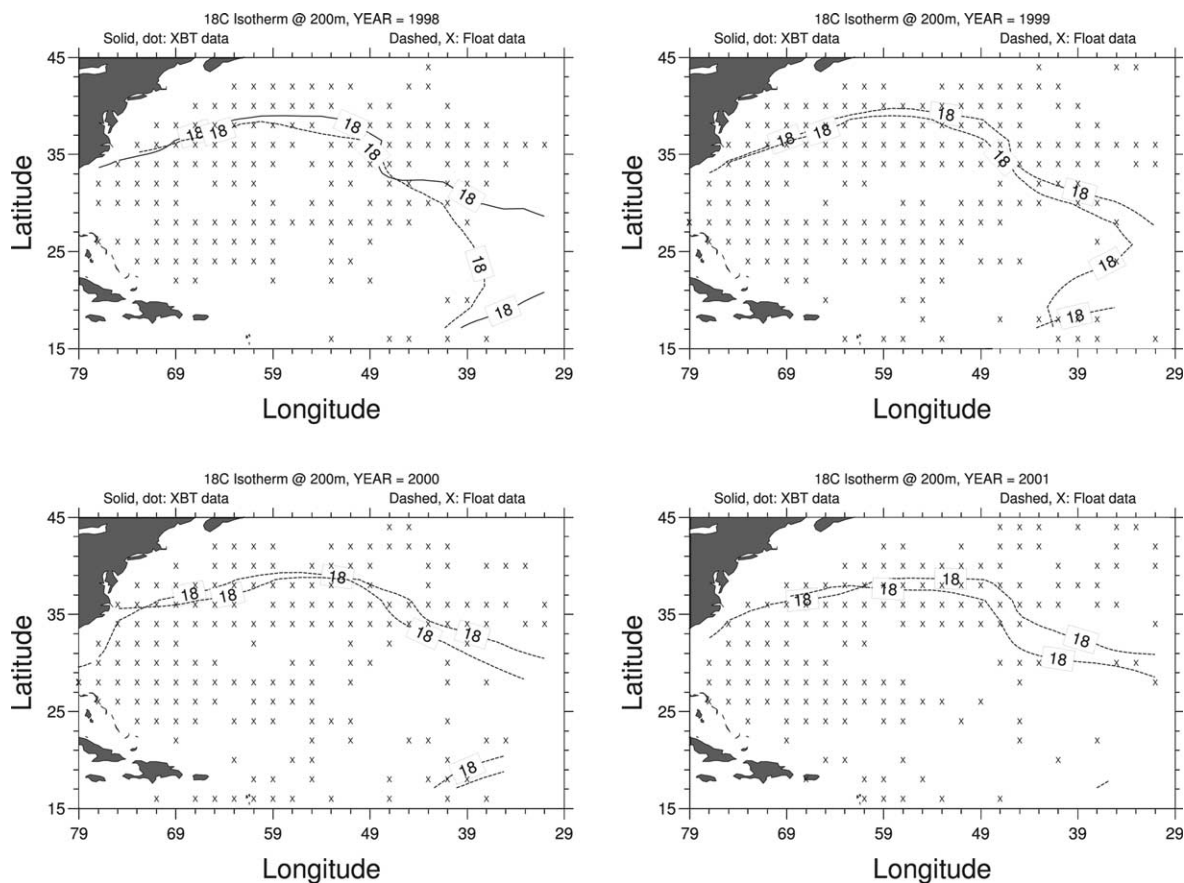 18C Isotherm @ 200m, YEAR = 1998
Solid, dot: XBT data Dashed, X: Float data
Latitude
45
35
25
15
18 18 18 18 18 18 18
79 69 59 49 39 29
Longitude
18C Isotherm @ 200m, YEAR = 1999
Solid, dot: XBT data Dashed, X: Float data
Latitude
45
35
25
15
18 18 18 18 18 18 18
79 69 59 49 39 29
Longitude
18C Isotherm @ 200m, YEAR = 2000
Solid, dot: XBT data Dashed, X: Float data
Latitude
45
35
25
15
18 18 18 18 18 18
79 69 59 49 39 29
Longitude
18C Isotherm @ 200m, YEAR = 2001
Solid, dot: XBT data Dashed, X: Float data
Latitude
45
35
25
15
18 18 18 18 18
79 69 59 49 39 29
Longitude